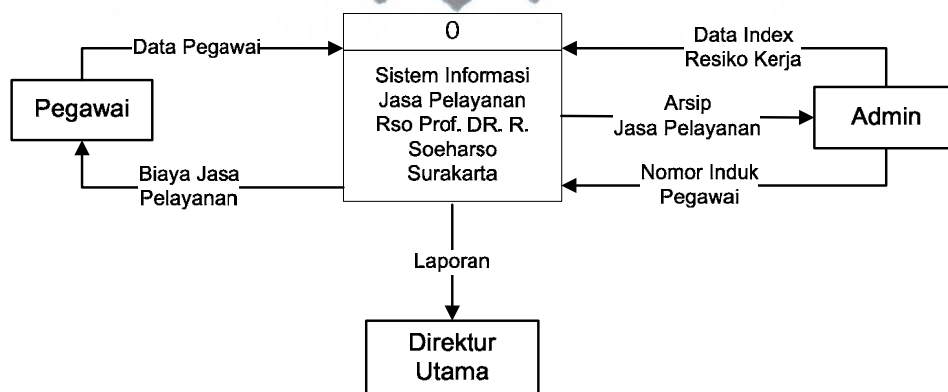 0
Data Pegawai
Data Index
Resiko Kerja
Sistem Informasi
Jasa Pelayanan
Rso Prof. DR. R.
Soeharso
Surakarta
Pegawai
Arsip
Jasa Pelayanan
Admin
Biaya Jasa
Pelayanan
Nomor Induk
Pegawai
Laporan
Direktur
Utama